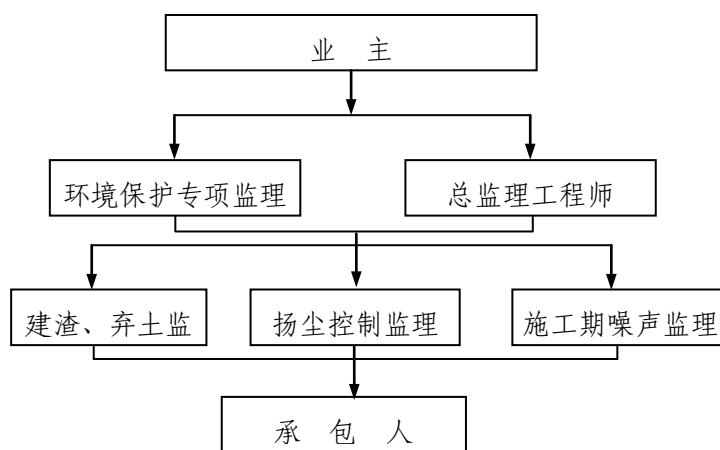 业 主
环境保护专项监理
总监理工程师
建渣、弃土监
扬尘控制监理
施工期噪声监理
承 包 人